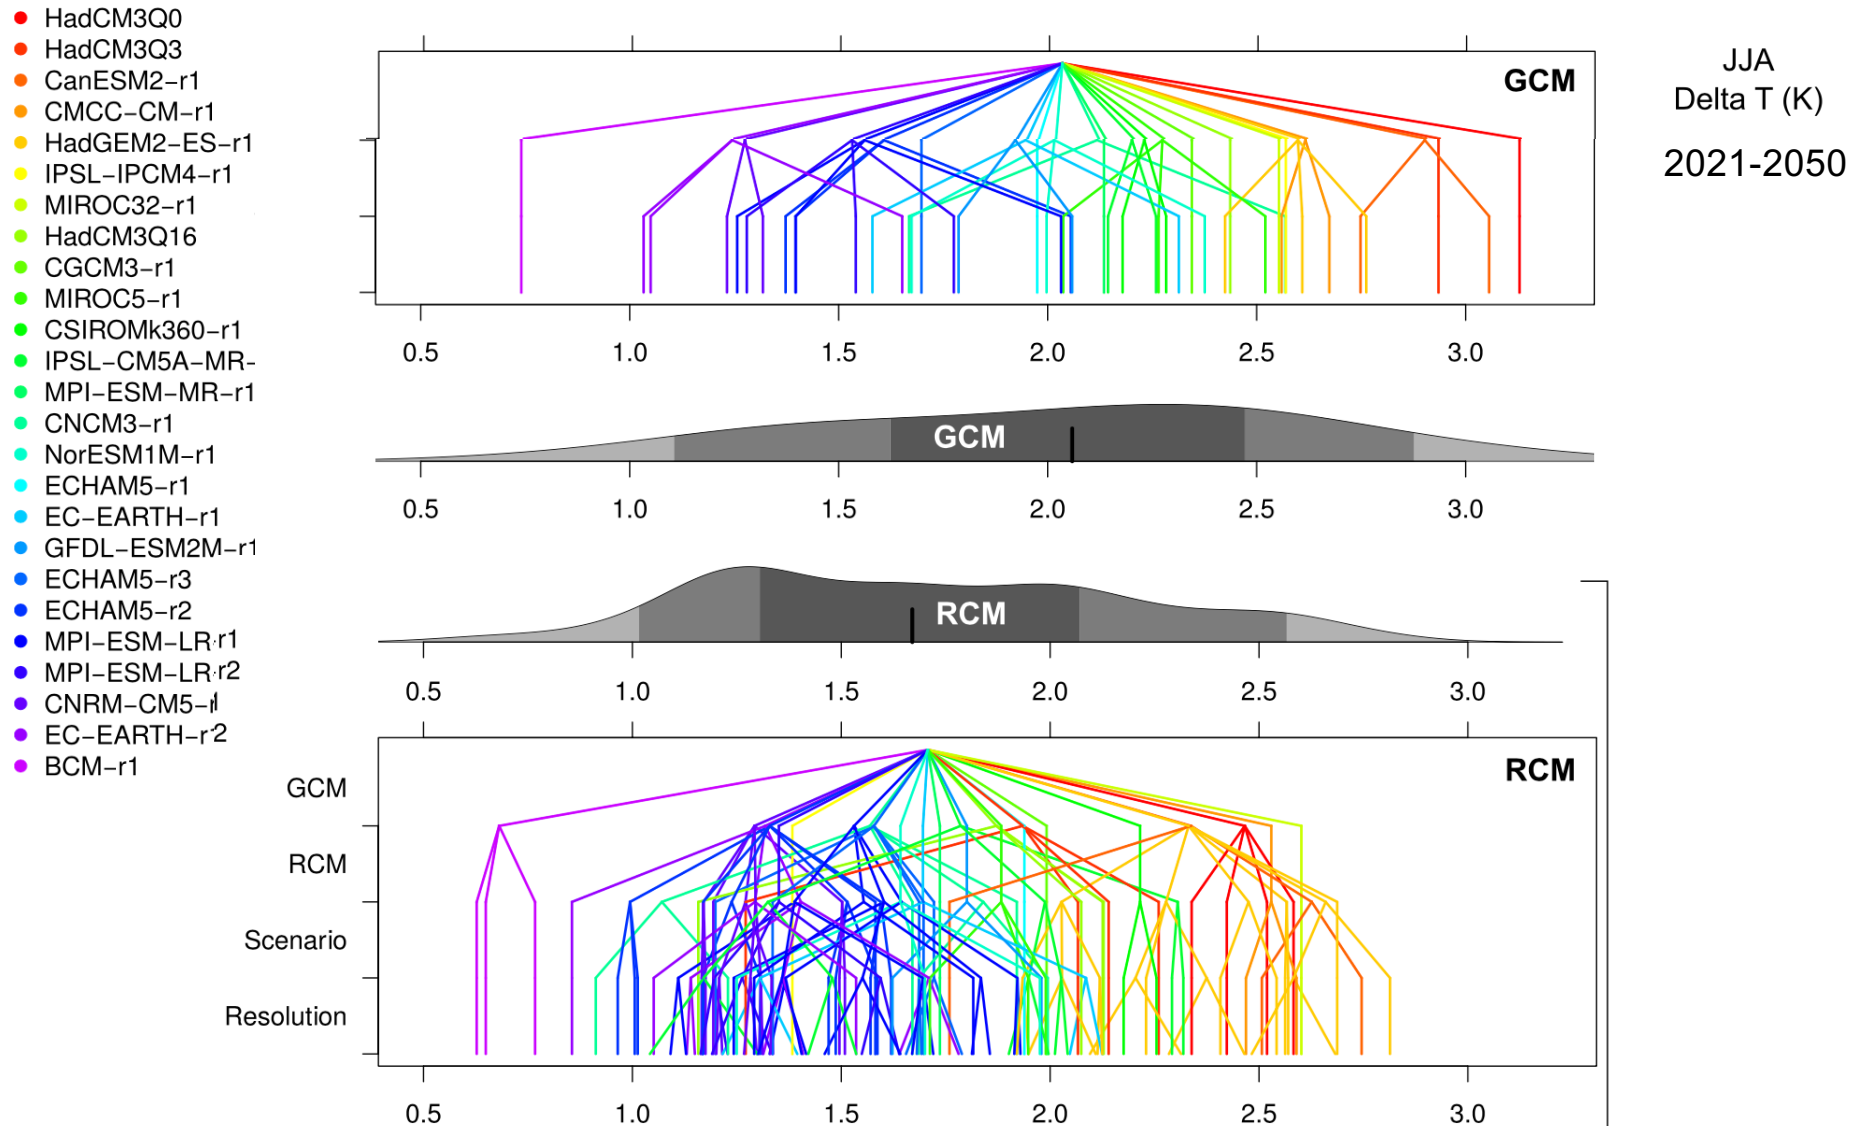 HadCM3Q0
HadCM3Q3
CanESM2−r1
CMCC−CM−r1
HadGEM2−ES−r1
IPSL−IPCM4−r1
MIROC32−r1
HadCM3Q16
CGCM3−r1
MIROC5−r1
CSIROMk360−r1
IPSL−CM5A−MR−
MPI−ESM−MR−r1
CNCM3−r1
NorESM1M−r1
ECHAM5−r1
EC−EARTH−r1
GFDL−ESM2M−r1
ECHAM5−r3
ECHAM5−r2
MPI−ESM−LR-r1
MPI−ESM−LR-r2
CNRM−CM5−r1
EC−EARTH−r2
BCM−r1
GCM
0.5 1.0 1.5 2.0 2.5 3.0
GCM
0.5 1.0 1.5 2.0 2.5 3.0
RCM
0.5 1.0 1.5 2.0 2.5 3.0
RCM
GCM
RCM
Scenario
Resolution
0.5 1.0 1.5 2.0 2.5 3.0
JJA
Delta T (K)
2021-2050